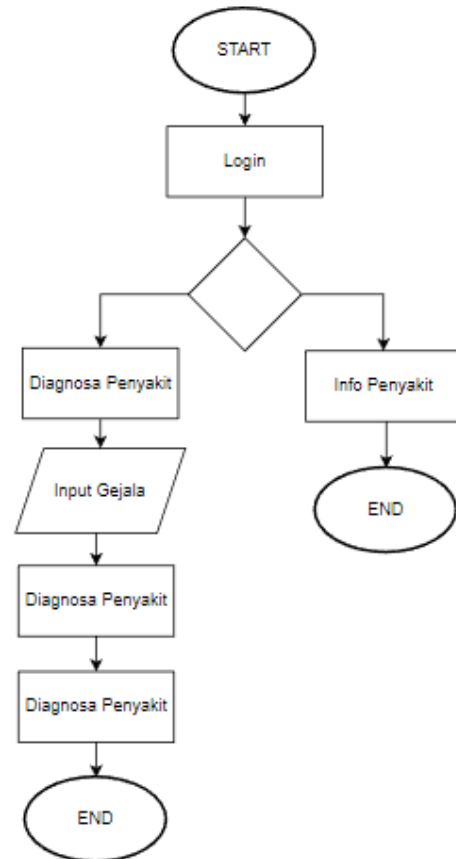 START
Login
Diagnosa Penyakit
Info Penyakit
Input Gejala
END
Diagnosa Penyakit
Diagnosa Penyakit
END